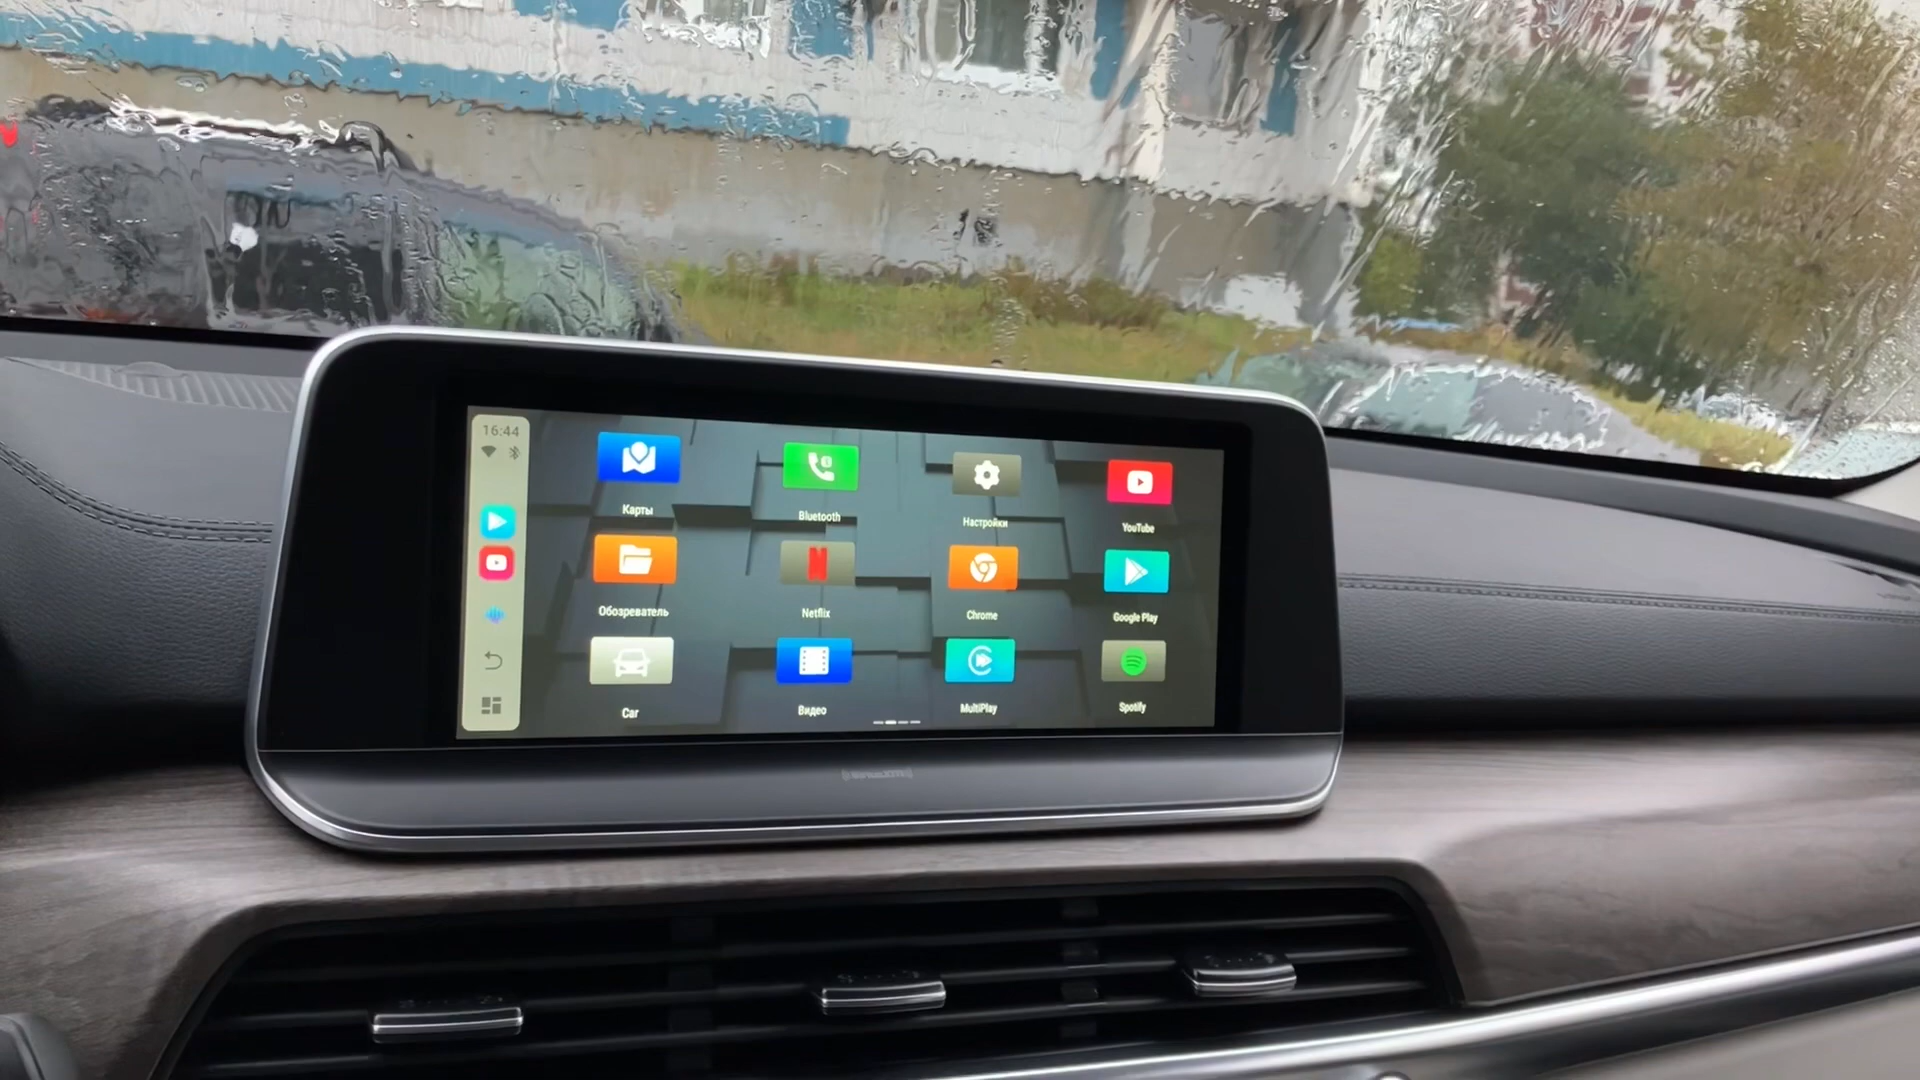 16:44
Карты
Bluetooth
Настройки
YouTube
Обозреватель
Netflix
Chrome
Google Play
Car
Видео
MultiPlay
Spotify